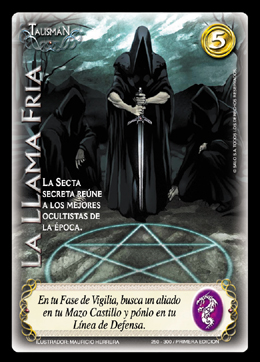 TALISMÁN
5
LA LLAMA FRIA
LA SECTA
SECRETA REÚNE
A LOS MEJORES
OCULTISTAS DE
LA ÉPOCA.
En tu Fase de Vigilia, busca un aliado
en tu Mazo Castillo y pónlo en tu
Línea de Defensa.
ILUSTRADOR: MAURICIO HERRERA
250 - 300 / PRIMERA EDICIÓN